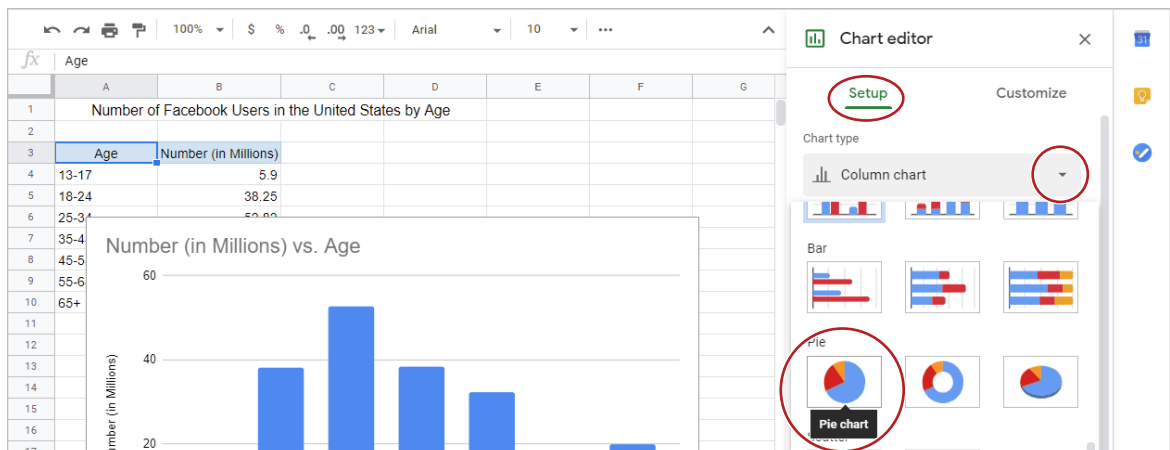 100% $ % .0 .00 123 Arial 10
Chart editor
31
fx Age
Setup Customize
A B C D E F G
1 Number of Facebook Users in the United States by Age
2
3 Age Number (in Millions)
4 13-17 5.9
5 18-24 38.25
6 25-34
7 35-4
8 45-5
9 55-6
10 65+
11
12
13
14
15
16
Number (in Millions) vs. Age
60
40
20
(in Millions)
Chart type
Column chart
Bar
Pie
Pie chart